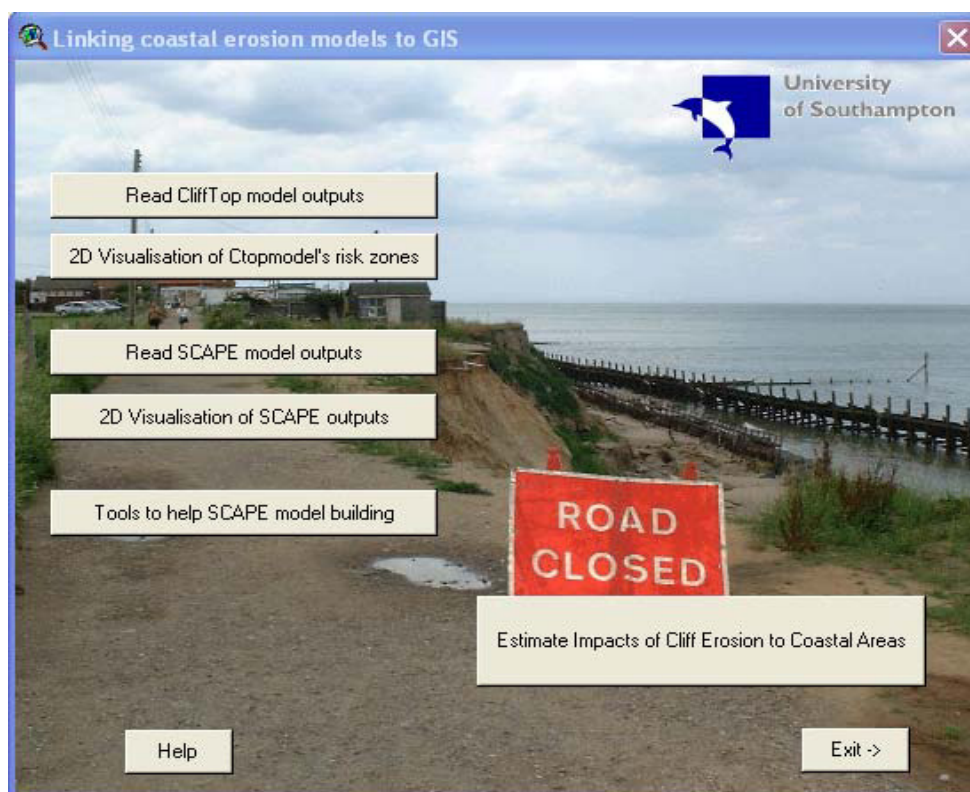 Linking coastal erosion models to GIS
University
of Southampton
Read CliffTop model outputs
2D Visualisation of Ctopmodel's risk zones
Read SCAPE model outputs
2D Visualisation of SCAPE outputs
Tools to help SCAPE model building
ROAD
CLOSED
Estimate Impacts of Cliff Erosion to Coastal Areas
Help
Exit ->